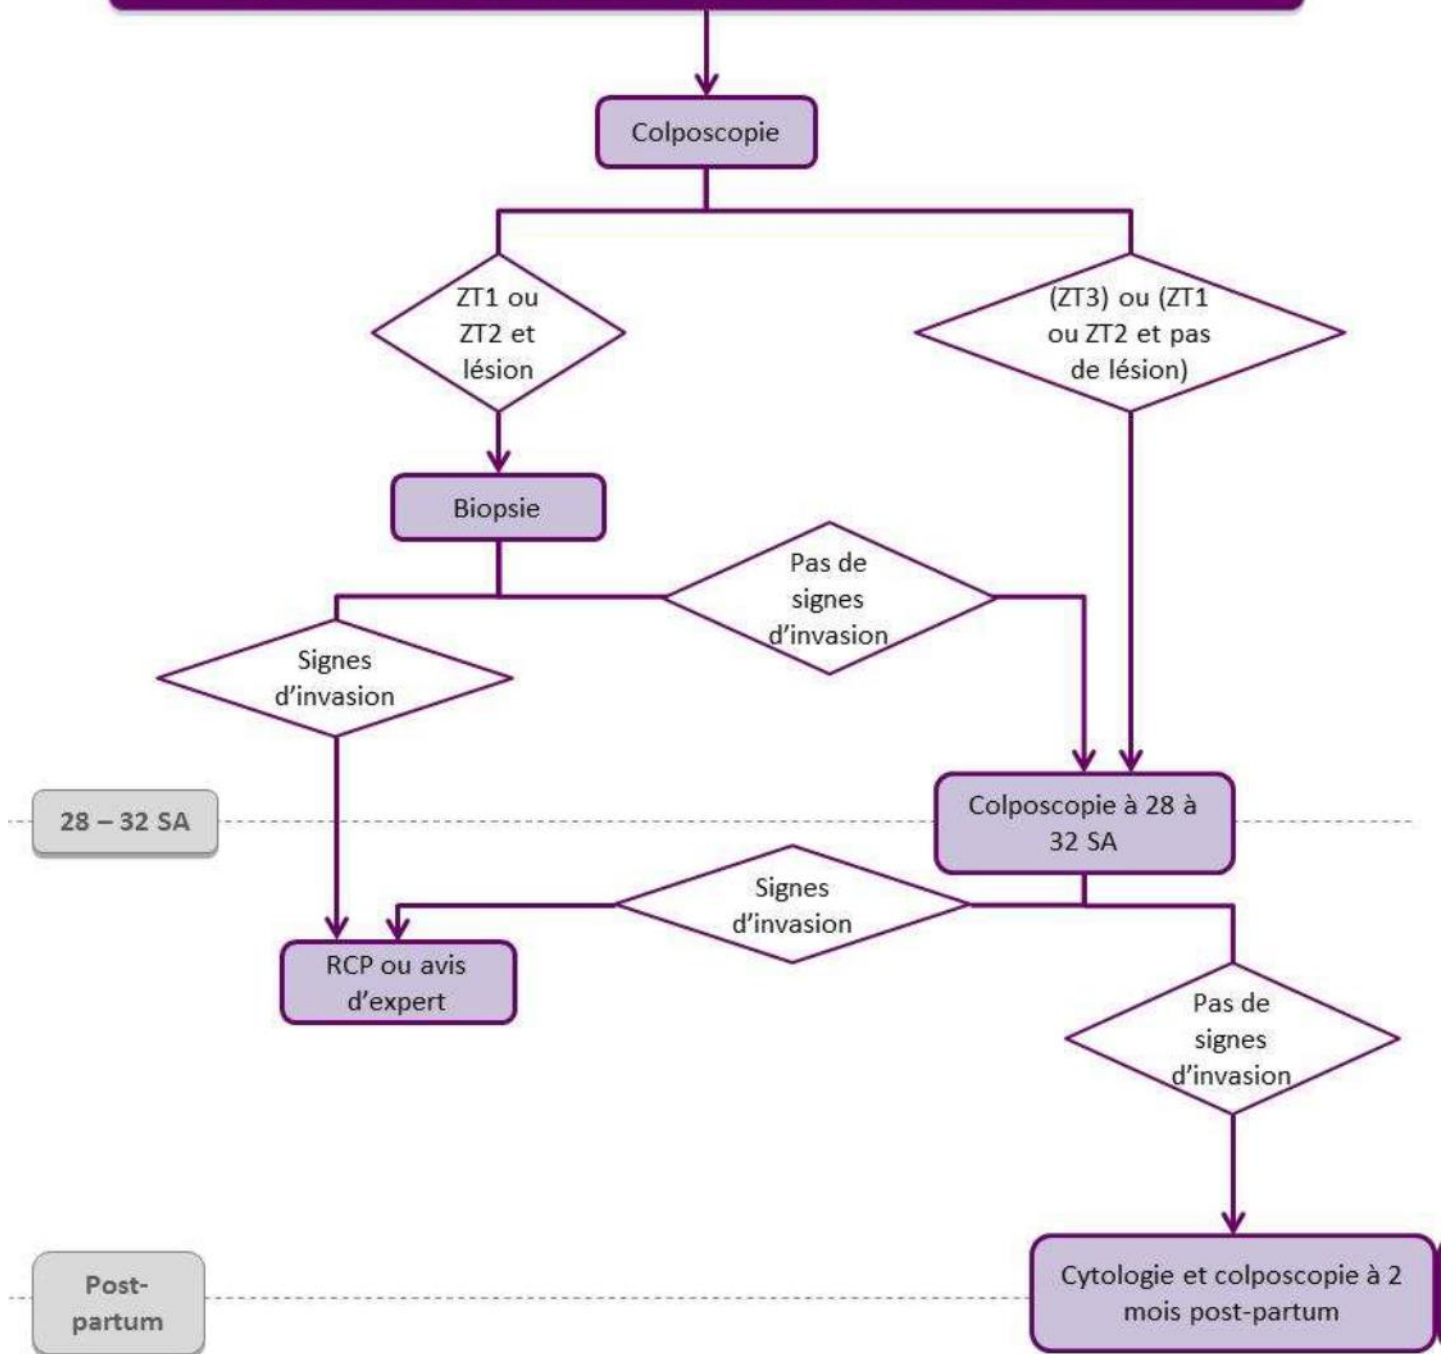 Colposcopie
ZT1 ou
ZT2 et
lésion
(ZT3) ou (ZT1
ou ZT2 et pas
de lésion)
Biopsie
Pas de
signes
d'invasion
Signes
d'invasion
28 – 32 SA
Colposcopie à 28 à
32 SA
Signes
d'invasion
RCP ou avis
d'expert
Pas de
signes
d'invasion
Post-
partum
Cytologie et colposcopie à 2
mois post-partum